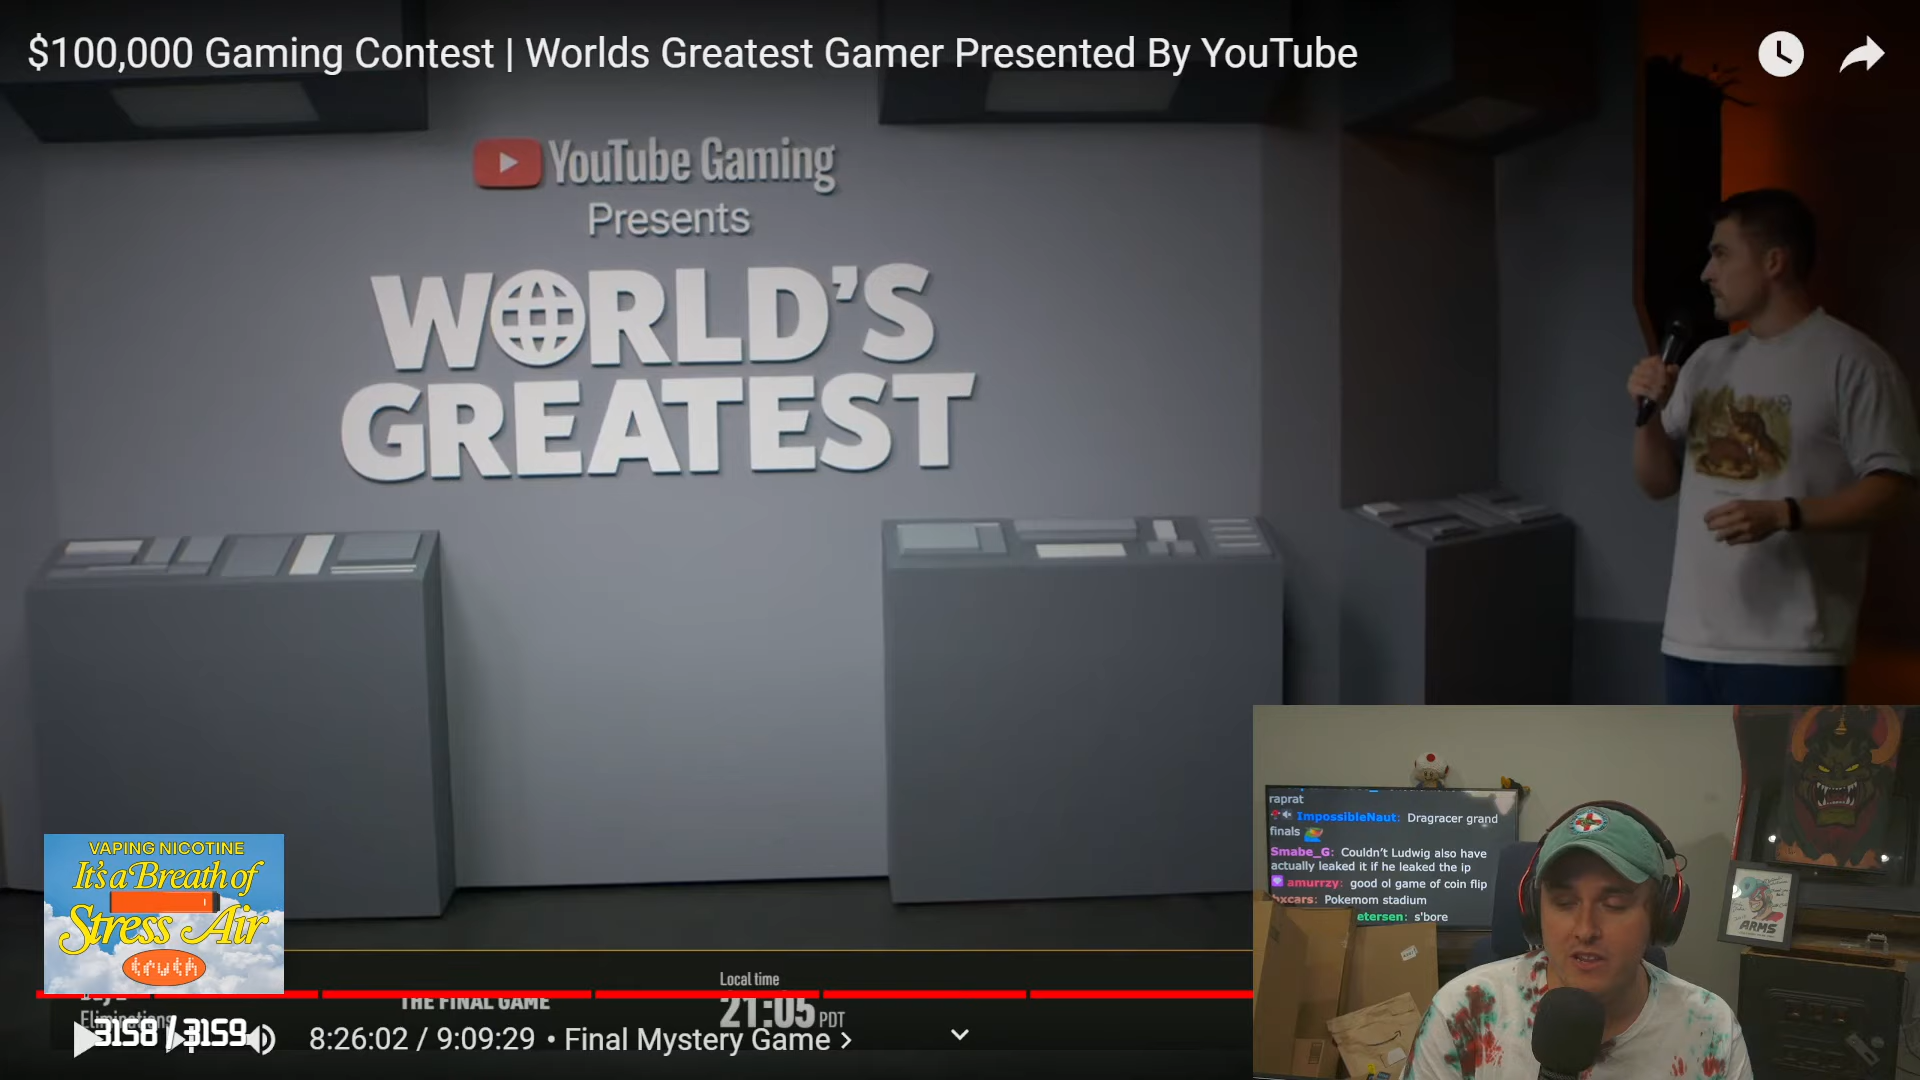 $100,000 Gaming Contest | Worlds Greatest Gamer Presented By YouTube
YouTube Gaming
Presents
WORLD'S
GREATEST
raprat
ImpossibleNaut: Dragracer grand
finals
Smabe_G: Couldn't Ludwig also have
actually leaked it if he leaked the ip
amurrzy: good ol game of coin flip
bxcars: Pokemom stadium
etersen: s'bore
ARMS
VAPING NICOTINE
It's a Breath of
Stress Air
truth
Local time
THE FINAL GAME
21:05 PDT
Eliminations
3158 / 3159
8:26:02 / 9:09:29 • Final Mystery Game